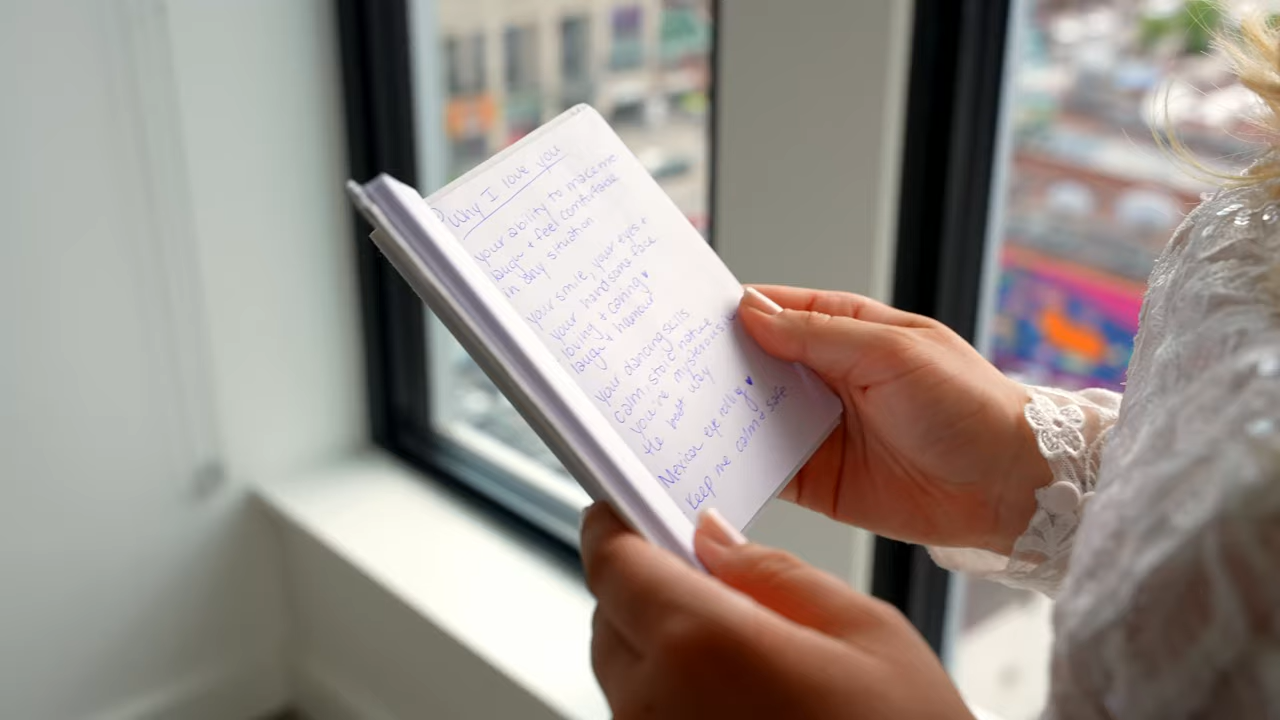 Why I love you
your ability to make me
laugh + feel comfortable
in any situation
your smile, your eyes +
your handsome face
loving + caring ♥
laugh + humour
your dancing skills
calm, stoic nature
you're mysterious in
the best way
Mexican eye rolling ♥
Keep me calm + safe